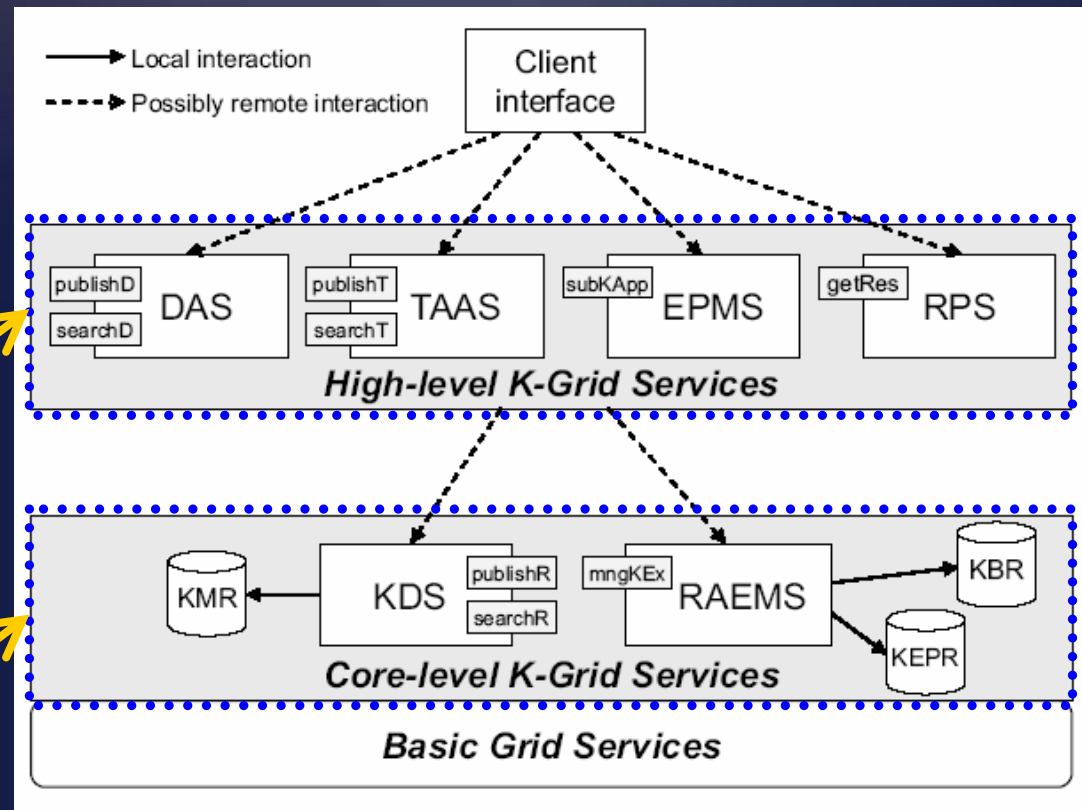 Local interaction
Possibly remote interaction
Client
interface
publishD
searchD
DAS
publishT
searchT
TAAS
subKApp
EPMS
getRes
RPS
High-level K-Grid Services
KMR
KDS
publishR
searchR
mngKEx
RAEMS
KBR
KEPR
Core-level K-Grid Services
Basic Grid Services